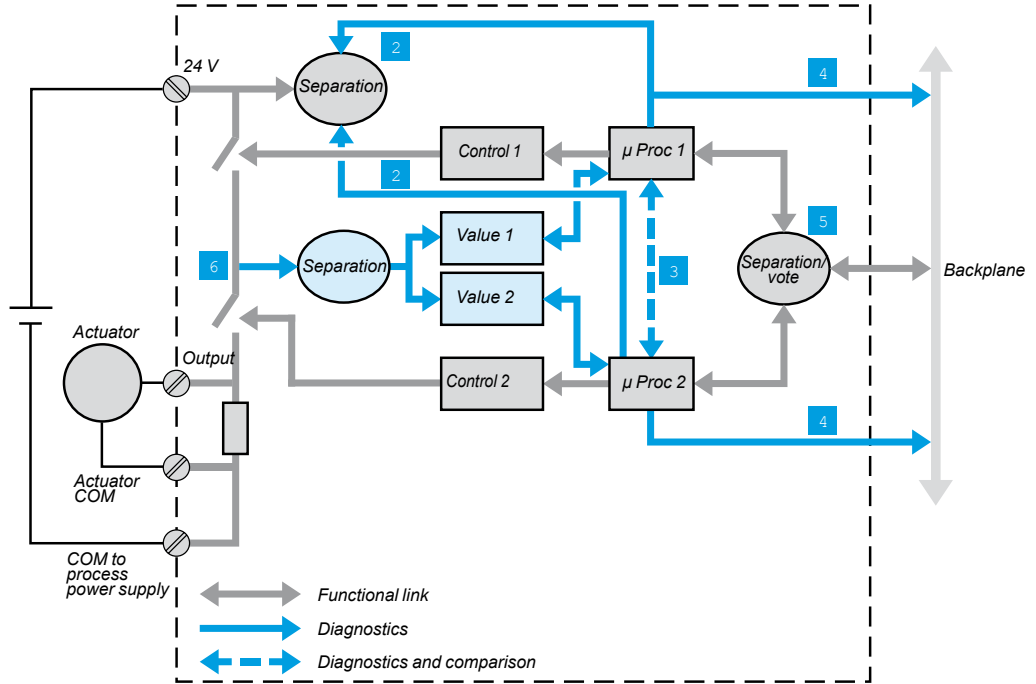 2
24 V
4
Separation
Control 1
µ Proc 1
2
5
Value 1
6
Separation
3
Separation/
vote
Backplane
Value 2
Actuator
Output
Control 2
µ Proc 2
4
Actuator
COM
COM to
process
power supply
Functional link
Diagnostics
Diagnostics and comparison